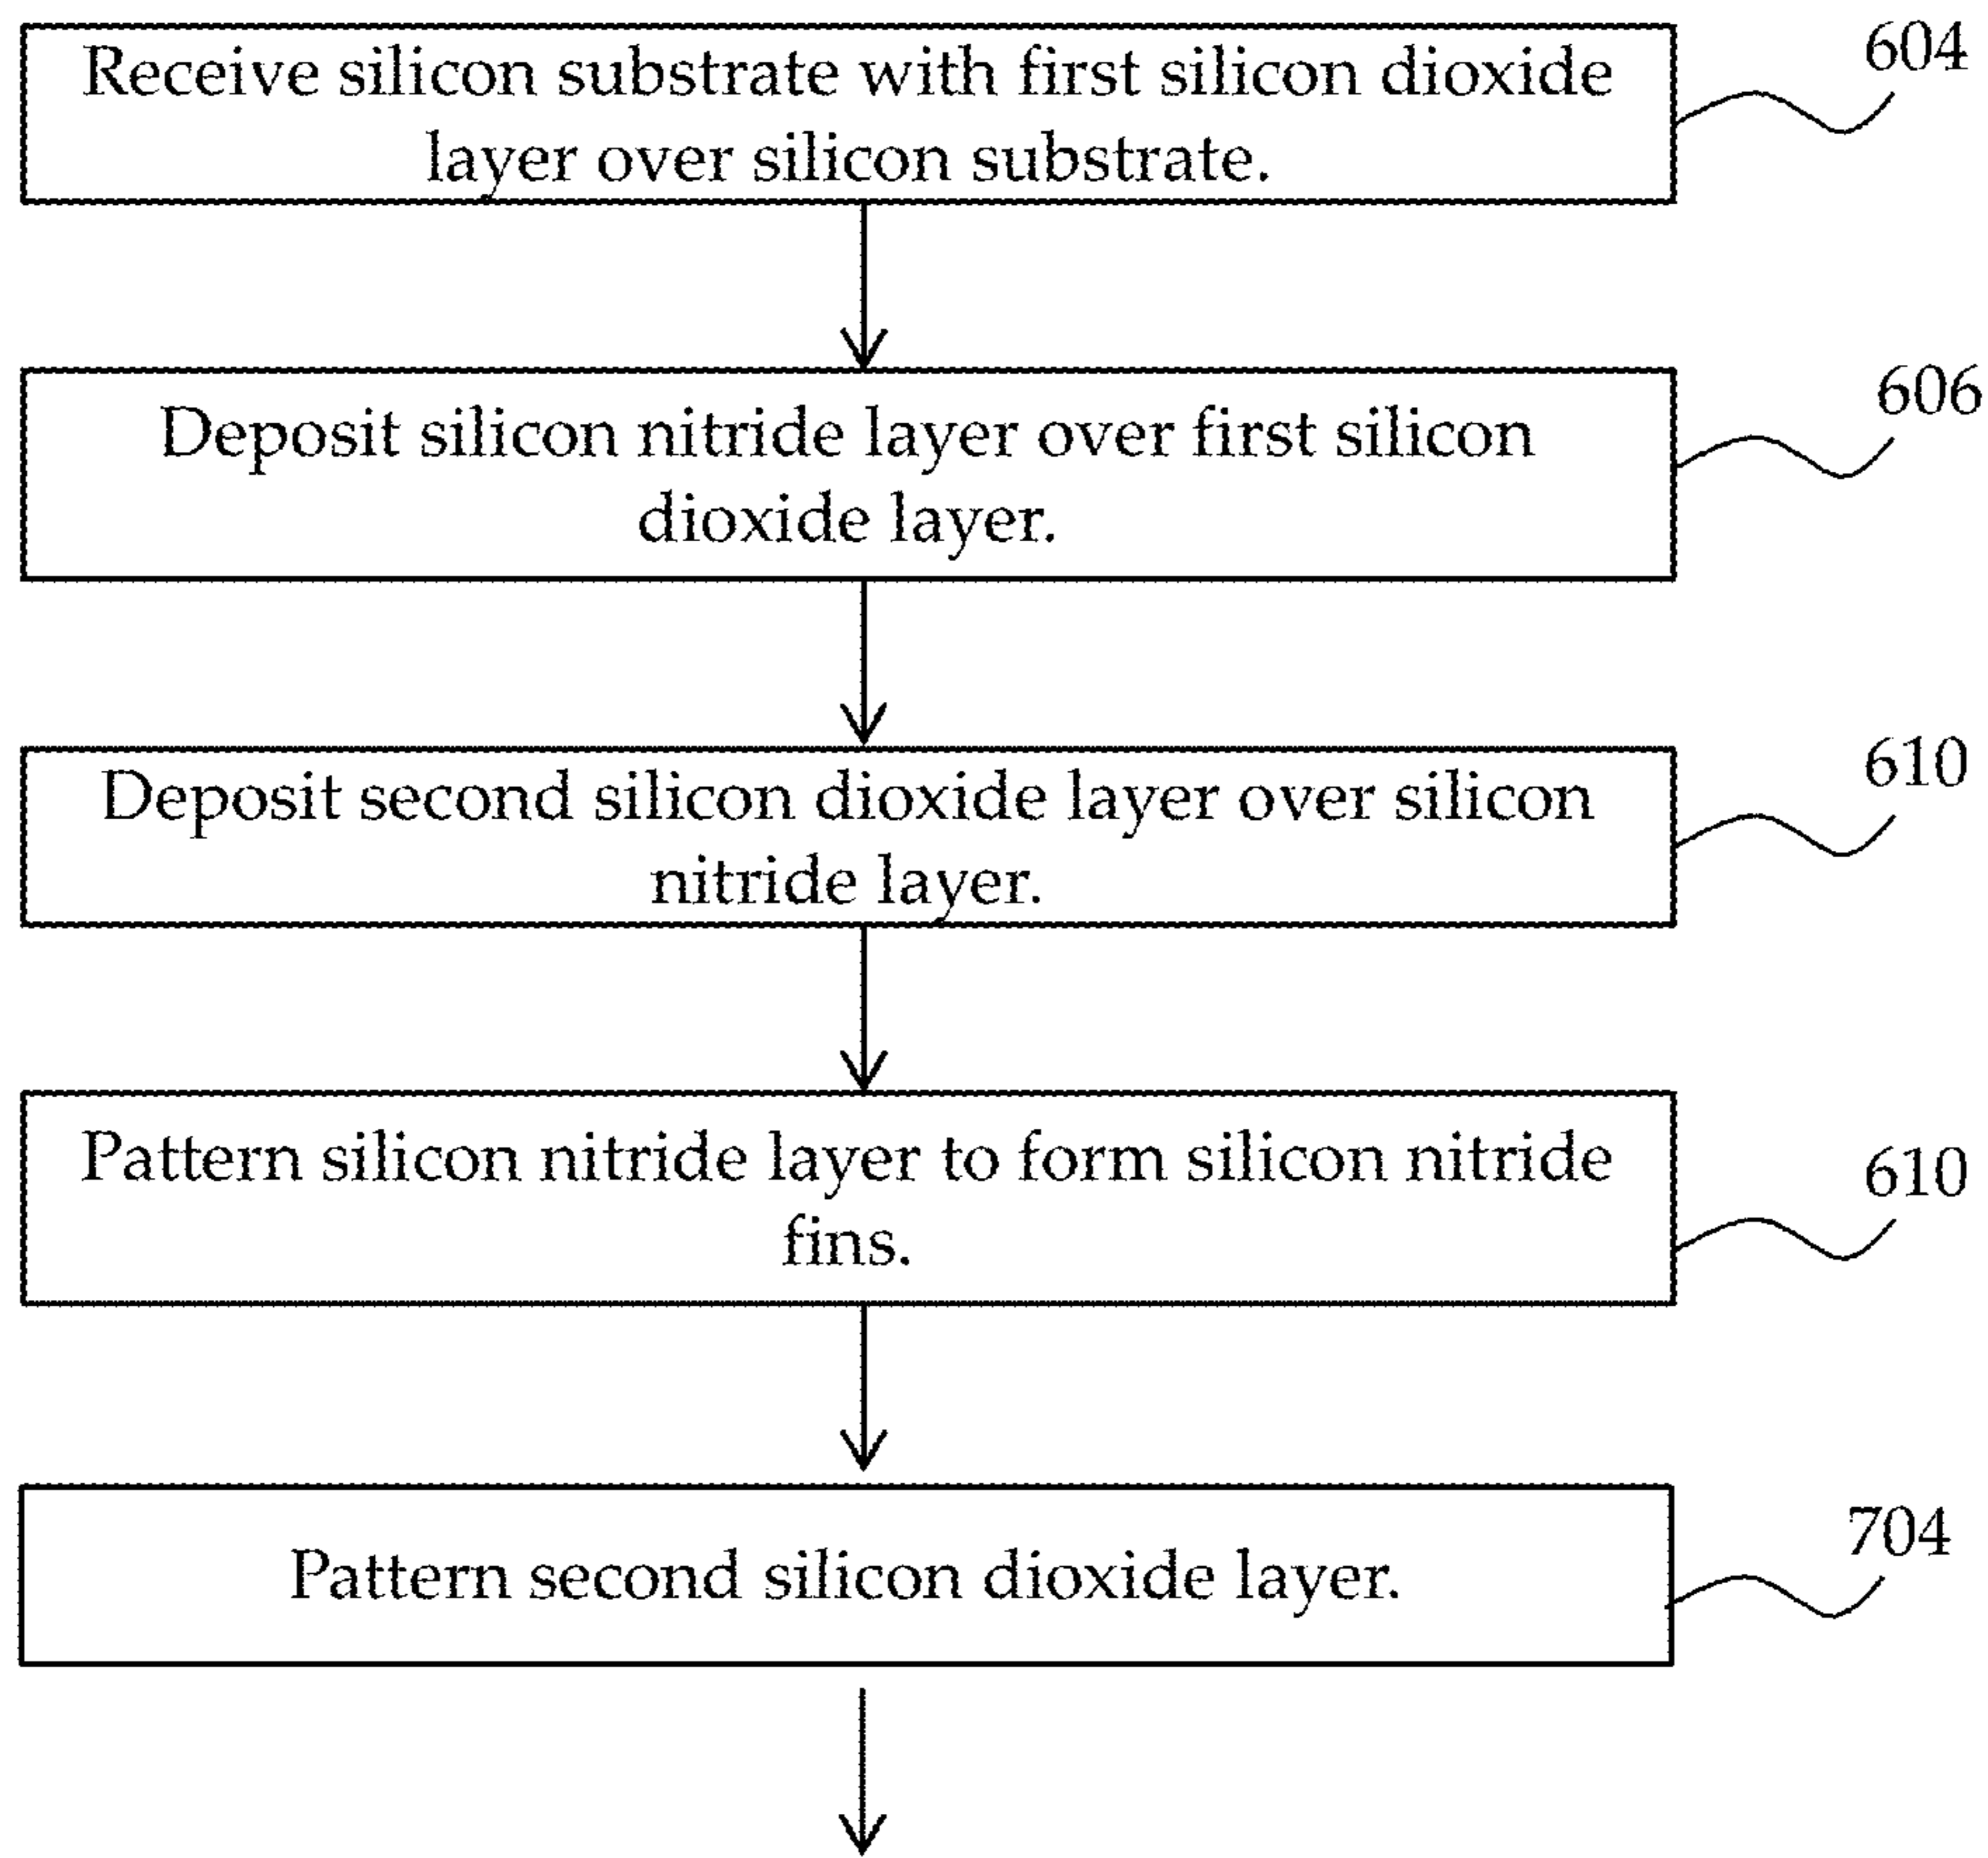 Receive silicon substrate with first silicon dioxide
layer over silicon substrate.
604
Deposit silicon nitride layer over first silicon
dioxide layer.
606
Deposit second silicon dioxide layer over silicon
nitride layer.
610
Pattern silicon nitride layer to form silicon nitride
fins.
610
Pattern second silicon dioxide layer.
704